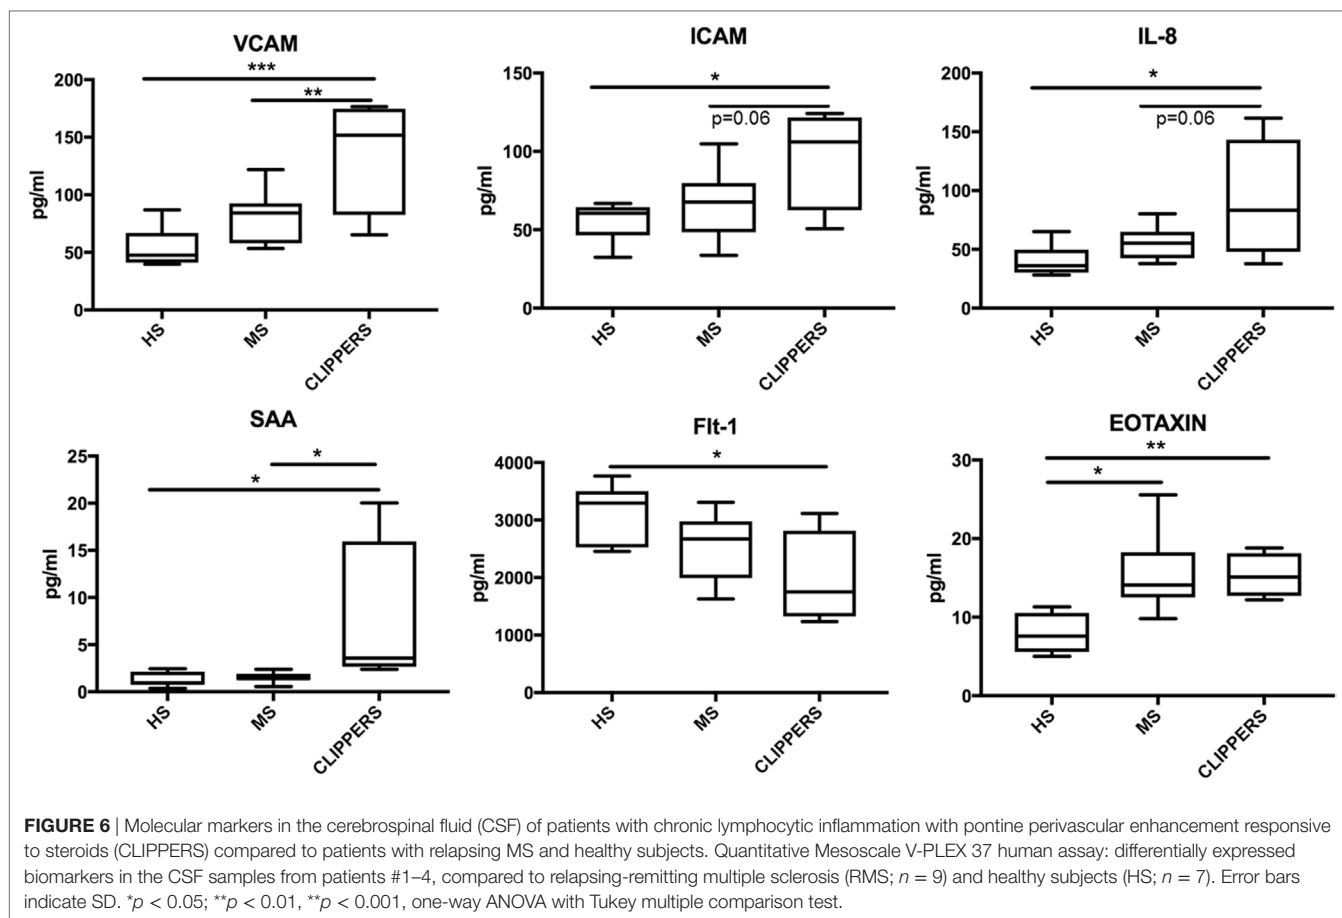 VCAM
***
**
200
150
100
50
0
pg/ml
HS
MS
CLIPPERS
ICAM
*
p=0.06
150
100
50
0
pg/ml
HS
MS
CLIPPERS
IL-8
*
p=0.06
200
150
100
50
0
pg/ml
HS
MS
CLIPPERS
SAA
*
*
25
20
15
10
5
0
pg/ml
HS
MS
CLIPPERS
Flt-1
*
4000
3000
2000
1000
0
pg/ml
HS
MS
CLIPPERS
EOTAXIN
**
*
30
20
10
0
pg/ml
HS
MS
CLIPPERS
FIGURE 6 | Molecular markers in the cerebrospinal fluid (CSF) of patients with chronic lymphocytic inflammation with pontine perivascular enhancement responsive
to steroids (CLIPPERS) compared to patients with relapsing MS and healthy subjects. Quantitative Mesoscale V-PLEX 37 human assay: differentially expressed
biomarkers in the CSF samples from patients #1–4, compared to relapsing-remitting multiple sclerosis (RMS; n = 9) and healthy subjects (HS; n = 7). Error bars
indicate SD. *p < 0.05; **p < 0.01, **p < 0.001, one-way ANOVA with Tukey multiple comparison test.